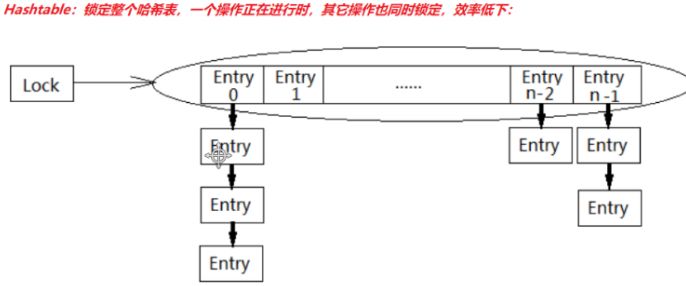 Hashtable：锁定整个哈希表，一个操作正在进行时，其它操作也同时锁定，效率低下：
Lock
Entry 0
Entry 1
......
Entry n-2
Entry n-1
Entry
Entry
Entry
Entry
Entry
Entry